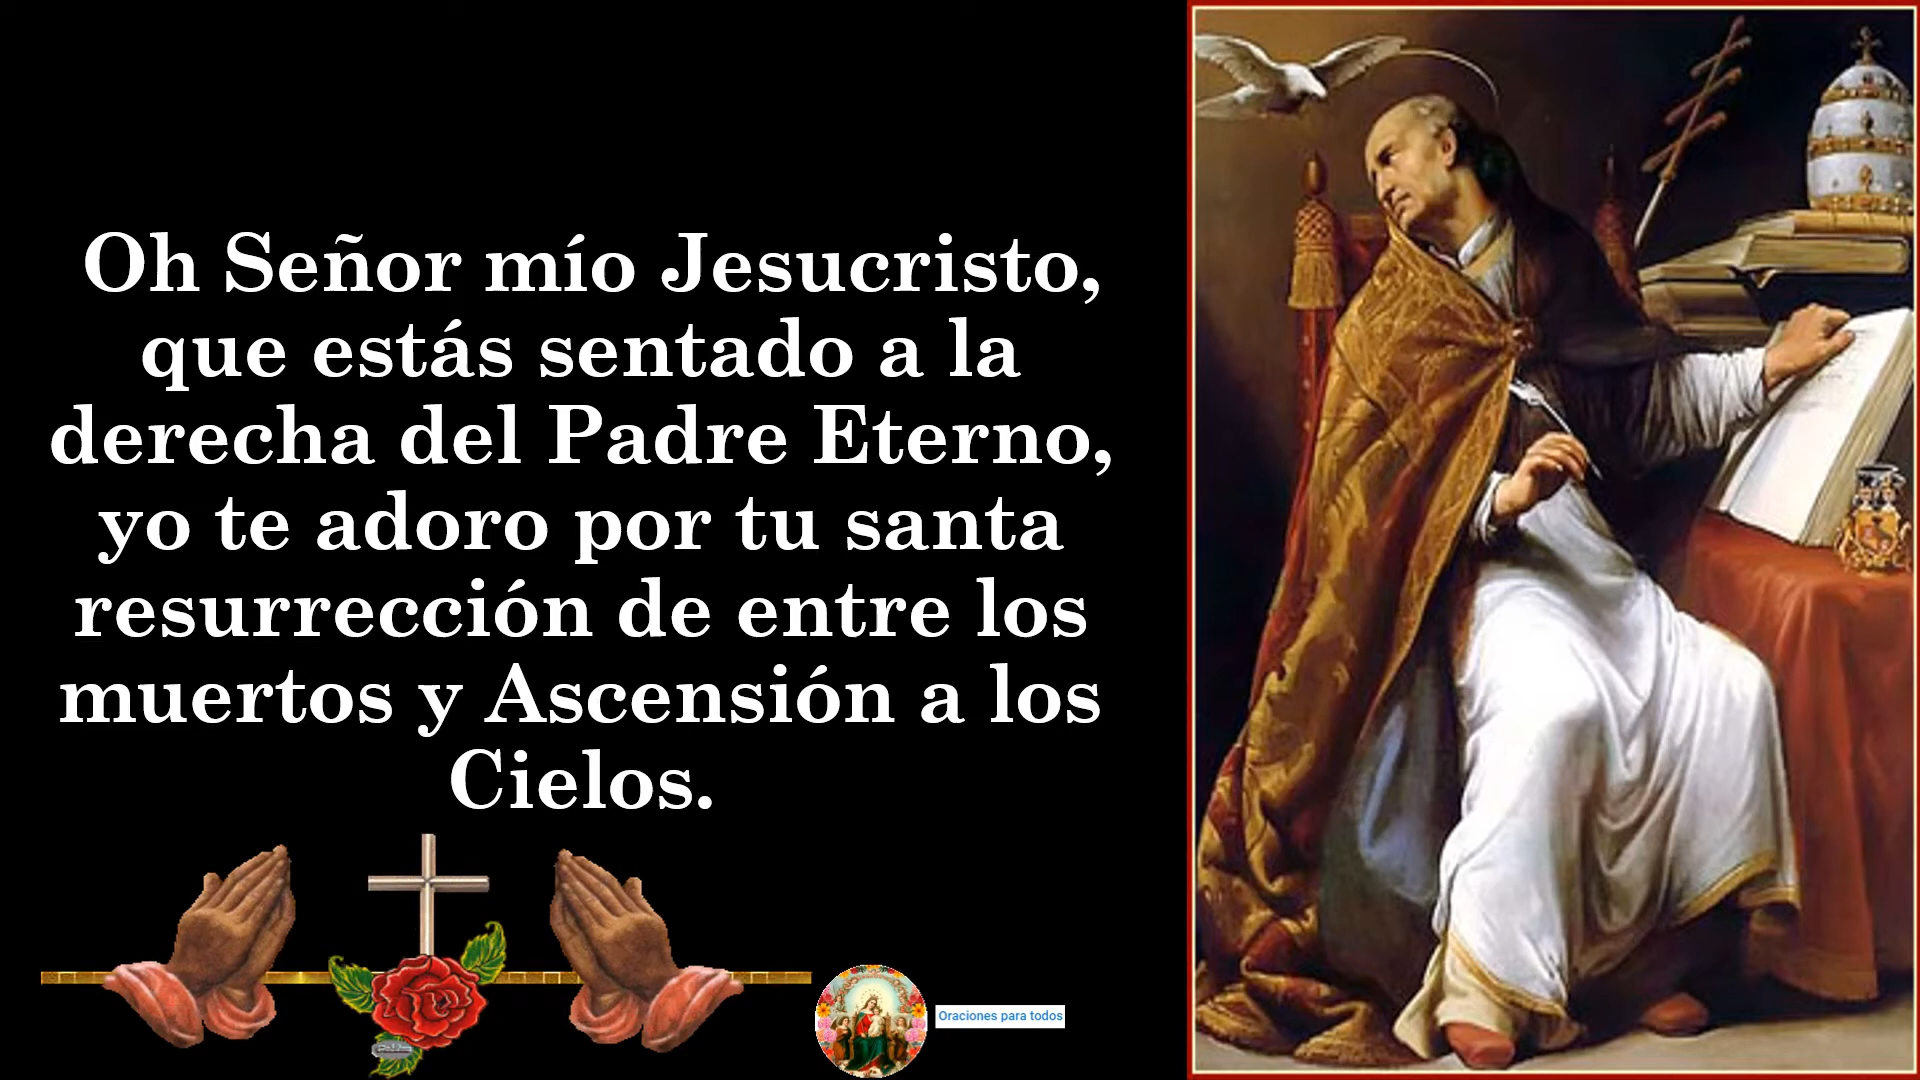 Oh Señor mío Jesucristo,
que estás sentado a la
derecha del Padre Eterno,
yo te adoro por tu santa
resurrección de entre los
muertos y Ascensión a los
Cielos.
Oraciones para todos